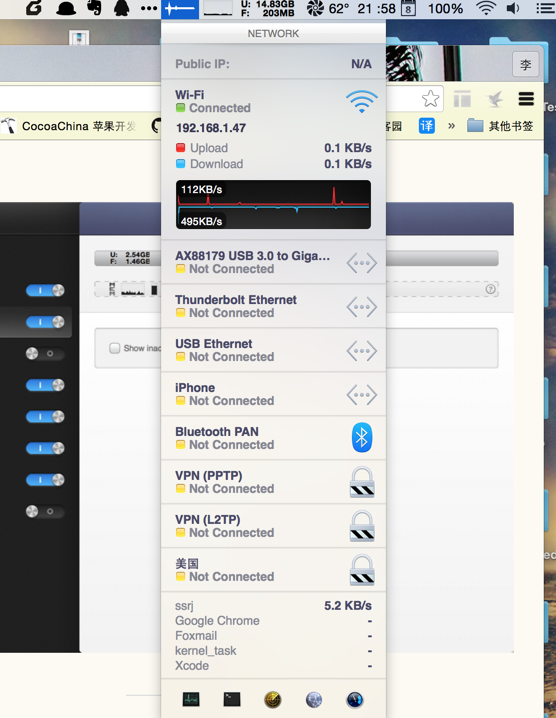 U: 14.83GB
F: 203MB
62° 21:58 8 100%
NETWORK
Public IP: N/A
李
Wi-Fi
Connected
CocoaChina 苹果开发
客园 译 » 其他书签
192.168.1.47
Upload 0.1 KB/s
Download 0.1 KB/s
112KB/s
495KB/s
U: 2.54GB
F: 1.46GB
AX88179 USB 3.0 to Giga...
Not Connected
Thunderbolt Ethernet
Not Connected
USB Ethernet
Not Connected
Show inac
iPhone
Not Connected
Bluetooth PAN
Not Connected
VPN (PPTP)
Not Connected
VPN (L2TP)
Not Connected
美国
Not Connected
ssrj 5.2 KB/s
Google Chrome -
Foxmail -
kernel_task -
Xcode -